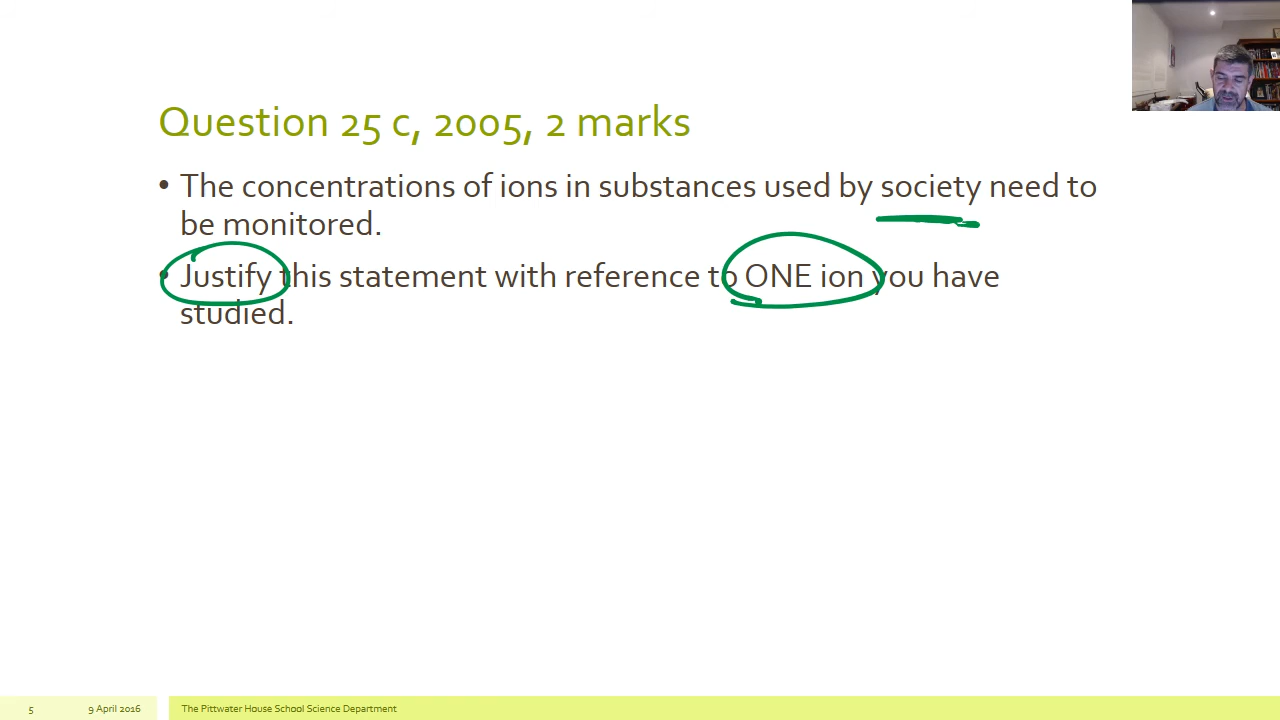 Question 25 c, 2005, 2 marks
• The concentrations of ions in substances used by society need to
be monitored.
• Justify this statement with reference to ONE ion you have
studied.
5 9 April 2016 The Pittwater House School Science Department